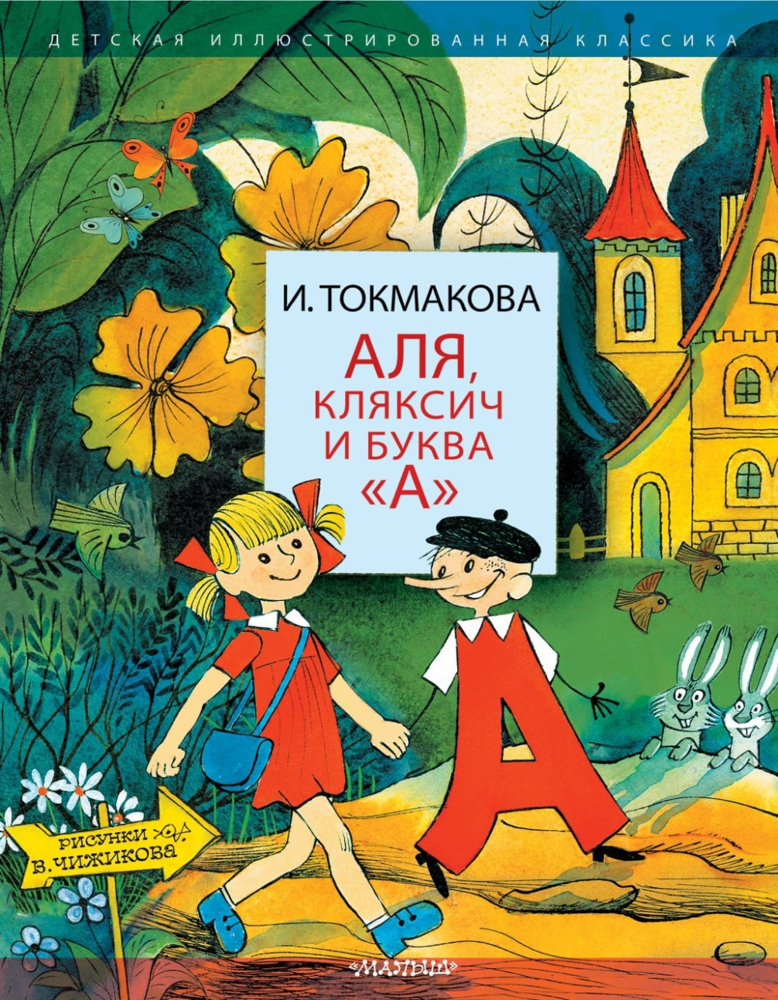 ДЕТСКАЯ ИЛЛЮСТРИРОВАННАЯ КЛАССИКА
И. ТОКМАКОВА
АЛЯ,
КЛЯКСИЧ
И БУКВА
«А»
А
РИСУНКИ
В. ЧИЖИКОВА
«МАЛЫШ»